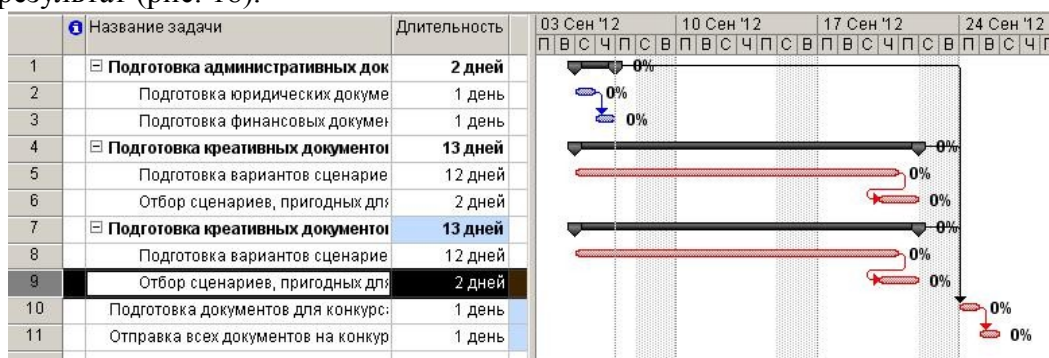 результат (рис. 18).
Название задачи Длительность 03 Сен '12 10 Сен '12 17 Сен '12 24 Сен '12
П В С Ч П С В П В С Ч П С В П В С Ч П С В П В С Ч П
1 Подготовка административных док 2 дней 0%
2 Подготовка юридических докуме 1 день 0%
3 Подготовка финансовых докумен 1 день 0%
4 Подготовка креативных документов 13 дней 0%
5 Подготовка вариантов сценарие 12 дней 0%
6 Отбор сценариев, пригодных для 2 дней 0%
7 Подготовка креативных документов 13 дней 0%
8 Подготовка вариантов сценарие 12 дней 0%
9 Отбор сценариев, пригодных для 2 дней 0%
10 Подготовка документов для конкурс 1 день 0%
11 Отправка всех документов на конкур 1 день 0%